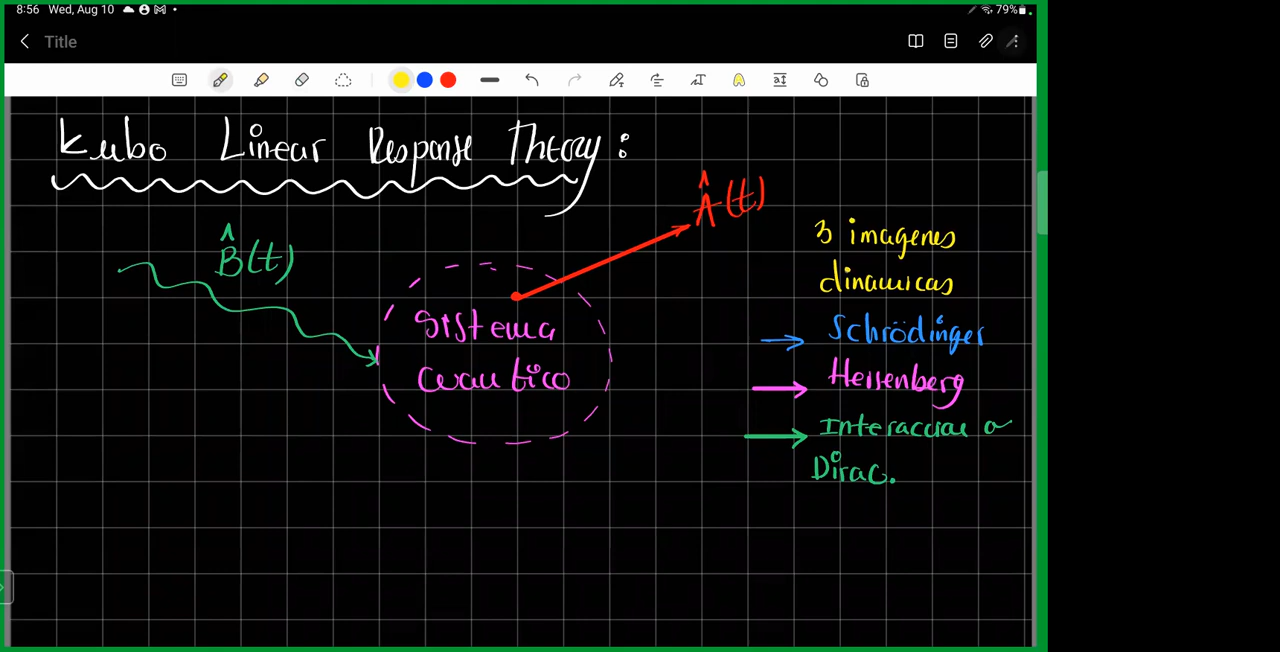 8:56 Wed, Aug 10
79%
Title
Kubo Linear Response Theory:
Â(t)
B̂(t)
Sistema
cuantico
3 imagenes
dinamicas
→ Schrödinger
→ Heisenberg
→ Interaccion o
Dirac.